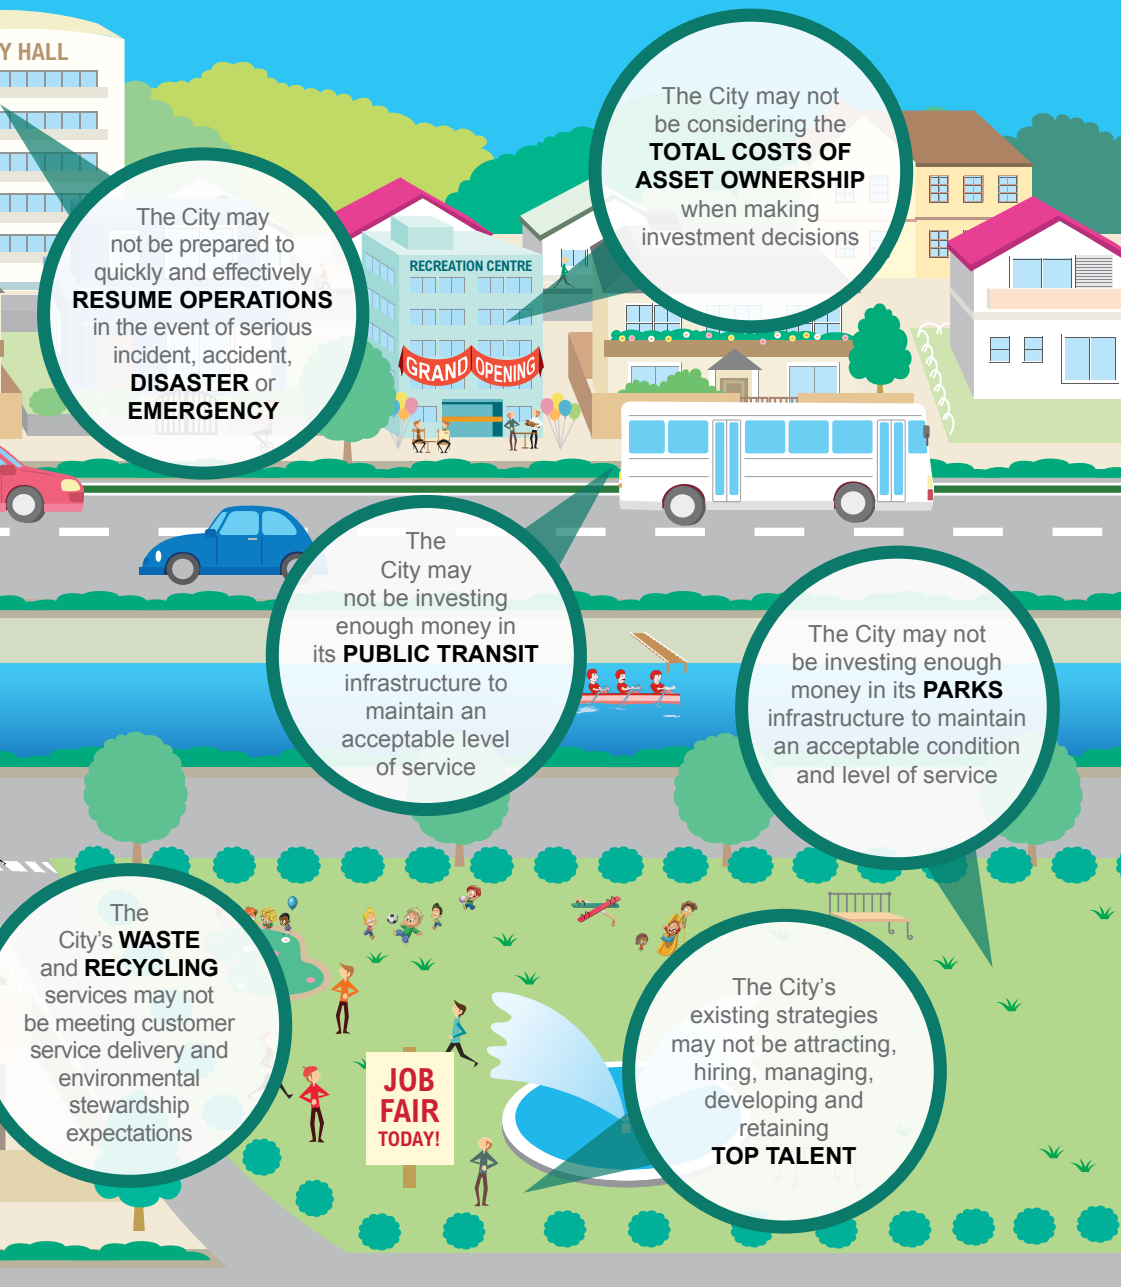 Y HALL
The City may
not be prepared to
quickly and effectively
RESUME OPERATIONS
in the event of serious
incident, accident,
DISASTER or
EMERGENCY
The City may not
be considering the
TOTAL COSTS OF
ASSET OWNERSHIP
when making
investment decisions
RECREATION CENTRE
GRAND OPENING
The
City may
not be investing
enough money in
its PUBLIC TRANSIT
infrastructure to
maintain an
acceptable level
of service
The City may not
be investing enough
money in its PARKS
infrastructure to maintain
an acceptable condition
and level of service
The
City's WASTE
and RECYCLING
services may not
be meeting customer
service delivery and
environmental
stewardship
expectations
JOB
FAIR
TODAY!
The City's
existing strategies
may not be attracting,
hiring, managing,
developing and
retaining
TOP TALENT